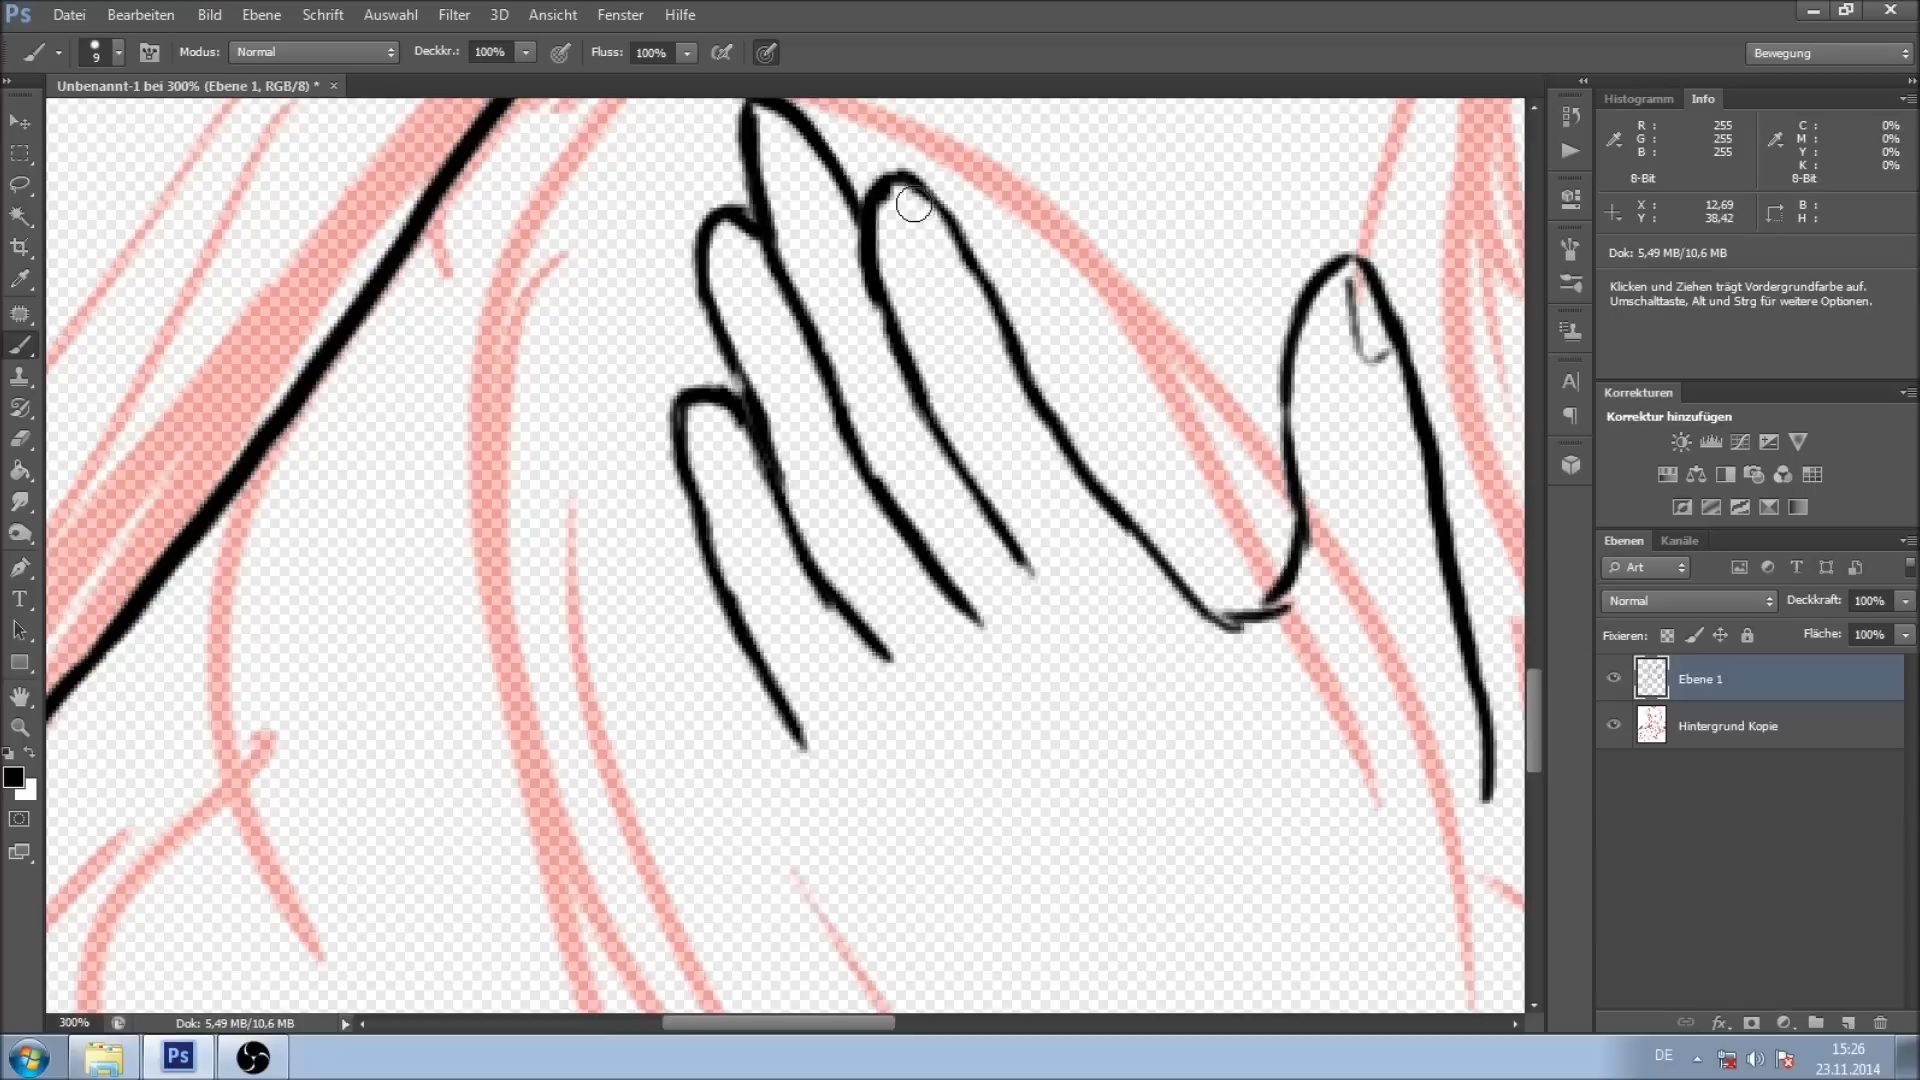 Ps Datei Bearbeiten Bild Ebene Schrift Auswahl Filter 3D Ansicht Fenster Hilfe
9 Modus: Normal Deckkr.: 100% Fluss: 100% Bewegung
Unbenannt-1 bei 300% (Ebene 1, RGB/8) * ×
Histogramm Info
R : 255 C : 0%
G : 255 M : 0%
B : 255 Y : 0%
K : 0%
8-Bit 8-Bit
X : 12,69 B :
Y : 38,42 H :
Dok: 5,49 MB/10,6 MB
Klicken und Ziehen trägt Vordergrundfarbe auf.
Umschalttaste, Alt und Strg für weitere Optionen.
Korrekturen
Korrektur hinzufügen
Ebenen Kanäle
Art
Normal Deckkraft: 100%
Fixieren: Fläche: 100%
Ebene 1
Hintergrund Kopie
300% Dok: 5,49 MB/10,6 MB
fx
Ps DE 15:26
23.11.2014